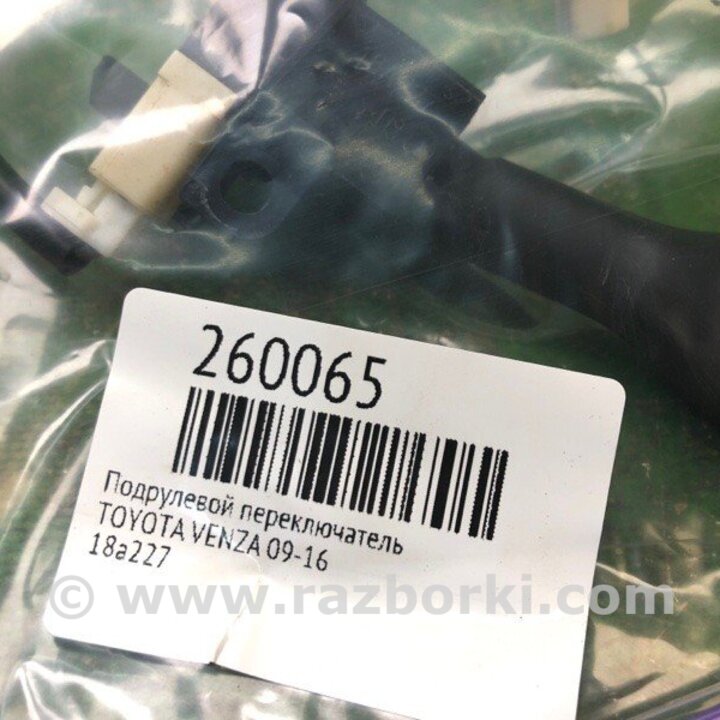 260065
Подрулевой переключатель
TOYOTA VENZA 09-16
18a227
© www.razborki.com